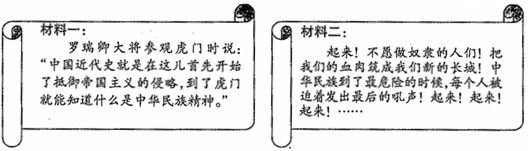 材料一：
罗瑞卿大将参观虎门时说：
“中国近代史就是在这儿首先开始
了抵御帝国主义的侵略,到了虎门
就能知道什么是中华民族精神。”
材料二：
起来！不愿做奴隶的人们！把
我们的血肉筑成我们新的长城！中
华民族到了最危险的时候,每个人被
迫着发出最后的吼声！起来！起来！
起来！……